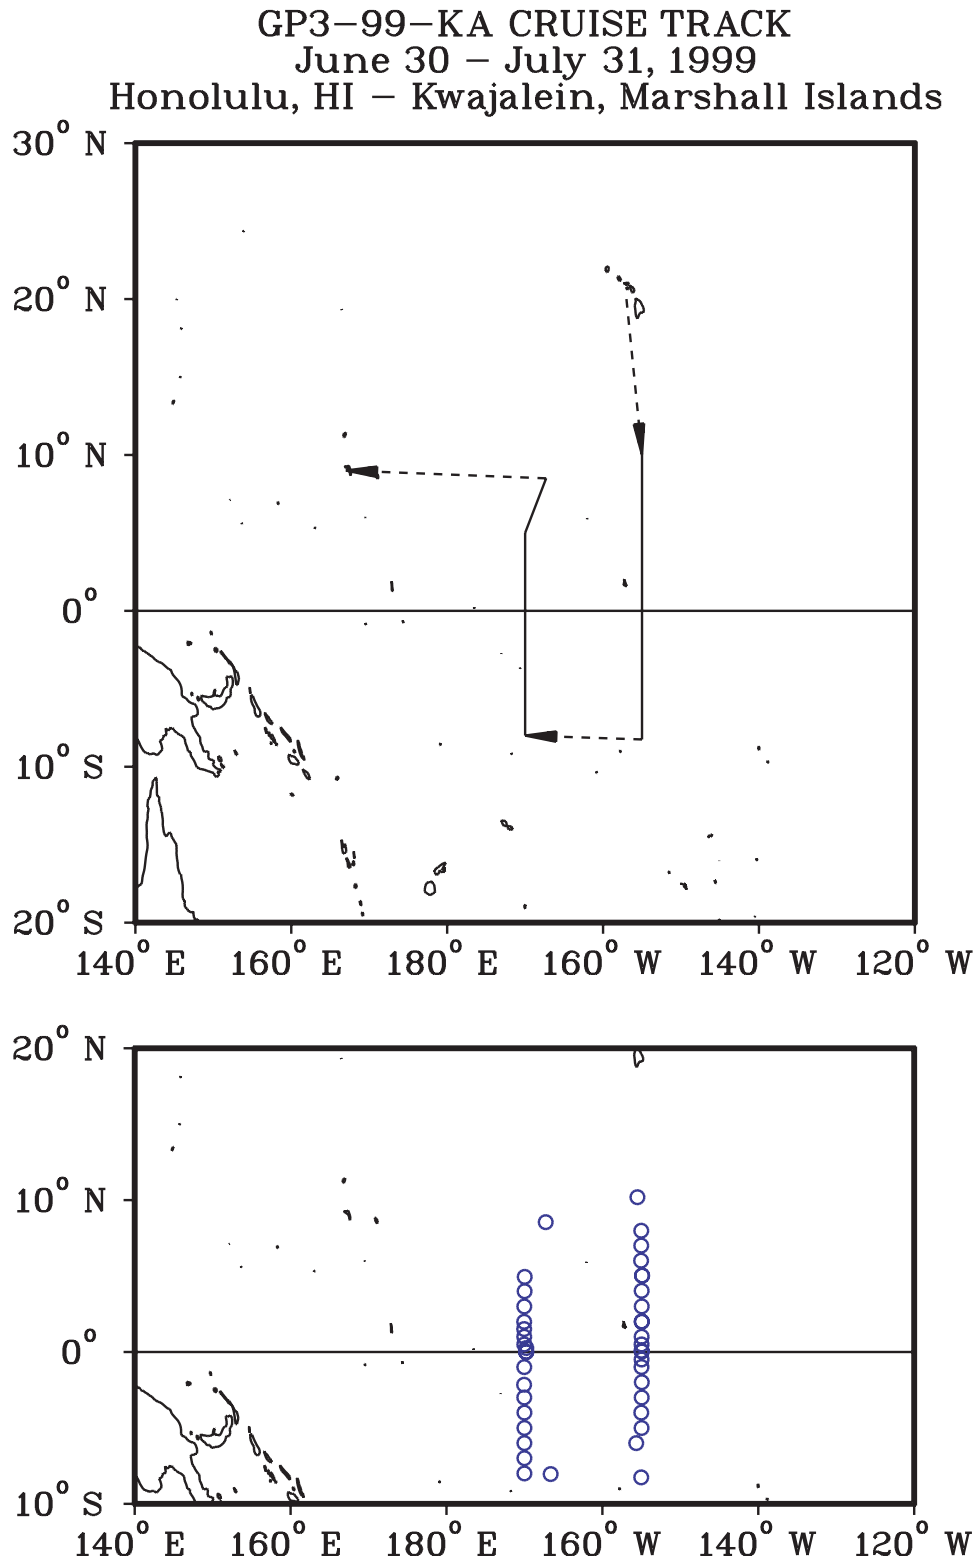 GP3-99-KA CRUISE TRACK
June 30 - July 31, 1999
Honolulu, HI - Kwajalein, Marshall Islands
30° N
20° N
10° N
0°
10° S
20° S
140° E 160° E 180° E 160° W 140° W 120° W
20° N
10° N
0°
10° S
140° E 160° E 180° E 160° W 140° W 120° W